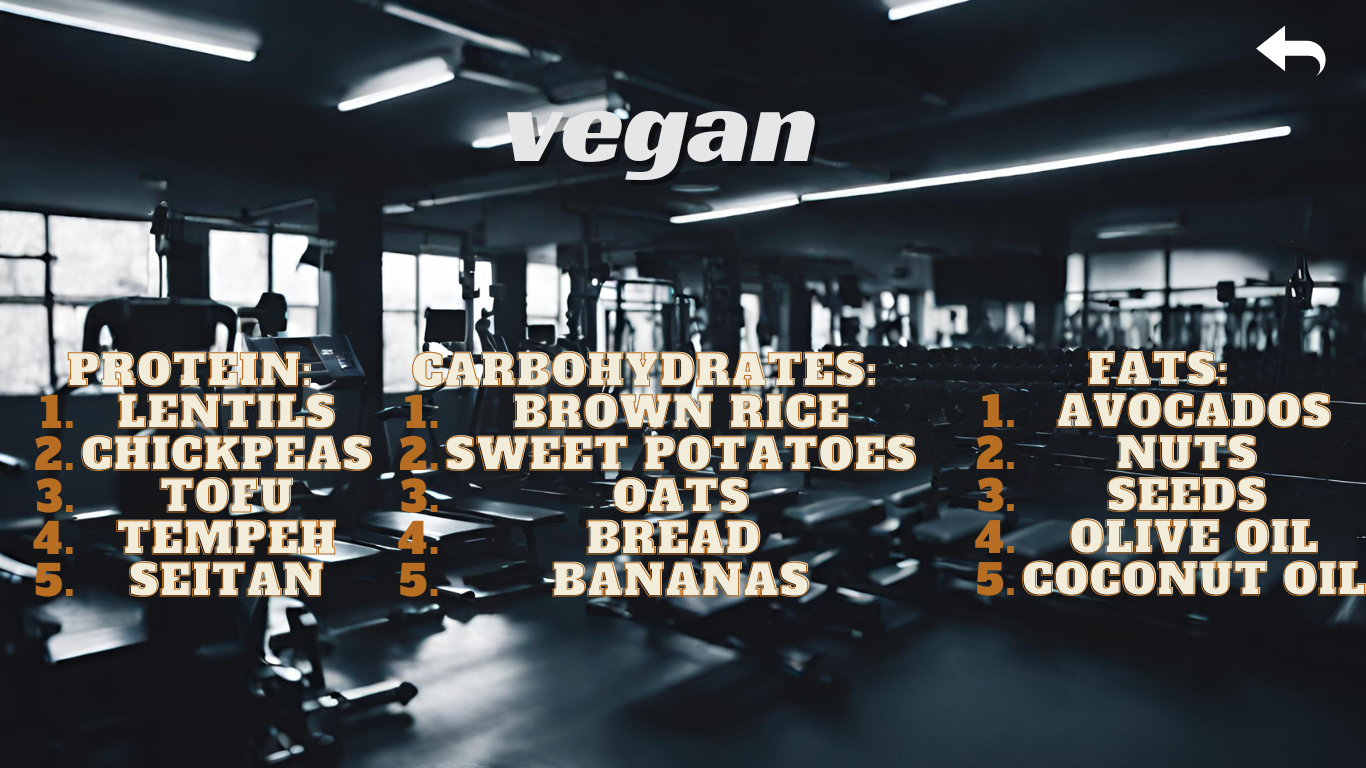 vegan
PROTEIN:
1. LENTILS
2. CHICKPEAS
3. TOFU
4. TEMPEH
5. SEITAN
CARBOHYDRATES:
1. BROWN RICE
2. SWEET POTATOES
3. OATS
4. BREAD
5. BANANAS
FATS:
1. AVOCADOS
2. NUTS
3. SEEDS
4. OLIVE OIL
5. COCONUT OIL